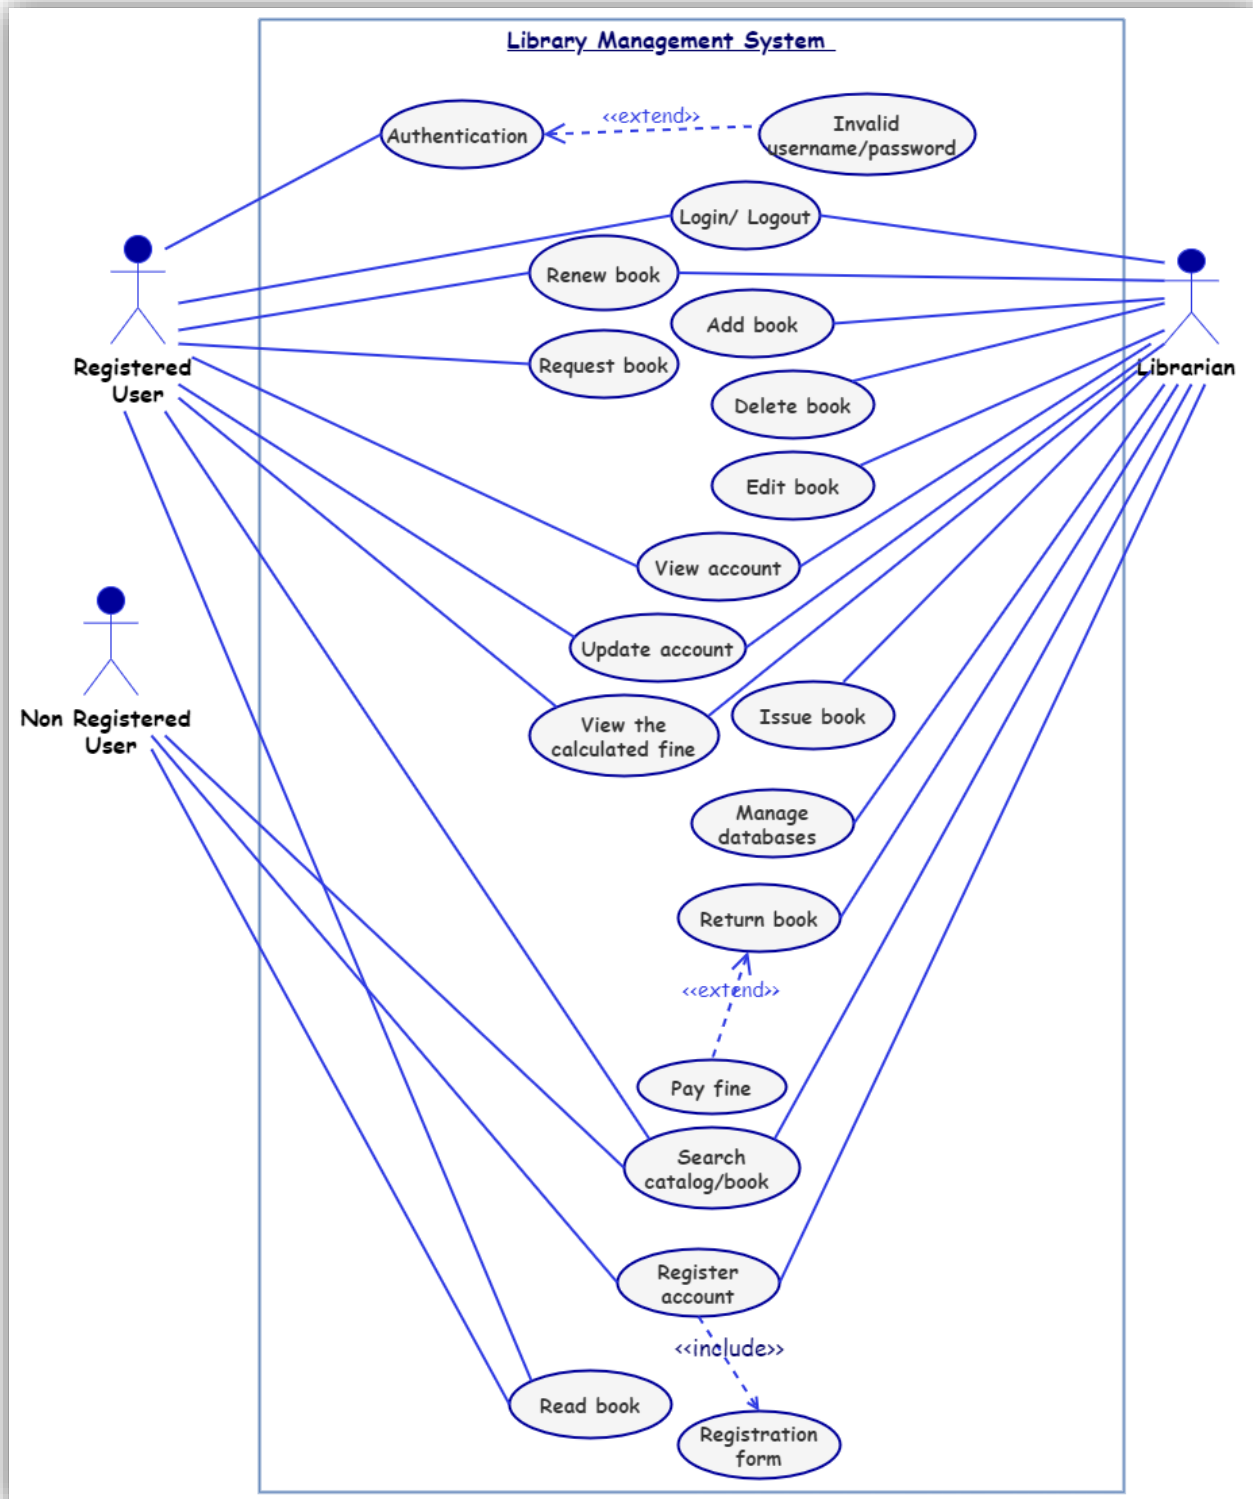 Library Management System
Authentication
<<extend>>
Invalid
username/password
Login/ Logout
Renew book
Add book
Request book
Registered
User
Librarian
Delete book
Edit book
View account
Update account
Non Registered
User
View the
calculated fine
Issue book
Manage
databases
Return book
<<extend>>
Pay fine
Search
catalog/book
Register
account
<<include>>
Read book
Registration
form